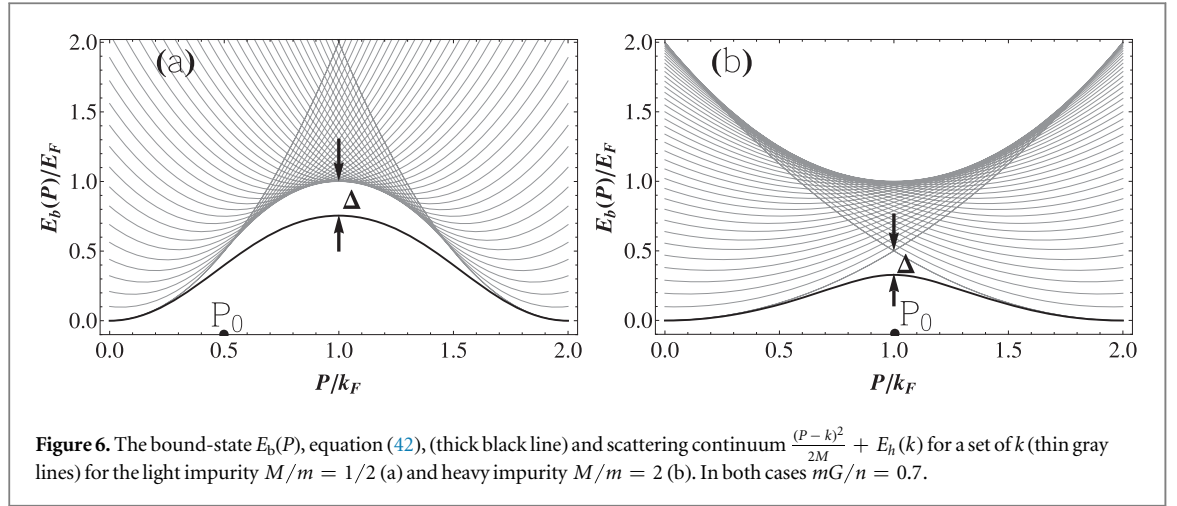 (a)
2.0
1.5
1.0
0.5
0.0
E_b(P)/E_F
Δ
P_0
0.0 0.5 1.0 1.5 2.0
P/k_F
(b)
2.0
1.5
1.0
0.5
0.0
E_b(P)/E_F
Δ
P_0
0.0 0.5 1.0 1.5 2.0
P/k_F
Figure 6. The bound-state E_b(P), equation (42), (thick black line) and scattering continuum (P − k)²/2M + E_h(k) for a set of k (thin gray
lines) for the light impurity M/m = 1/2 (a) and heavy impurity M/m = 2 (b). In both cases mG/n = 0.7.